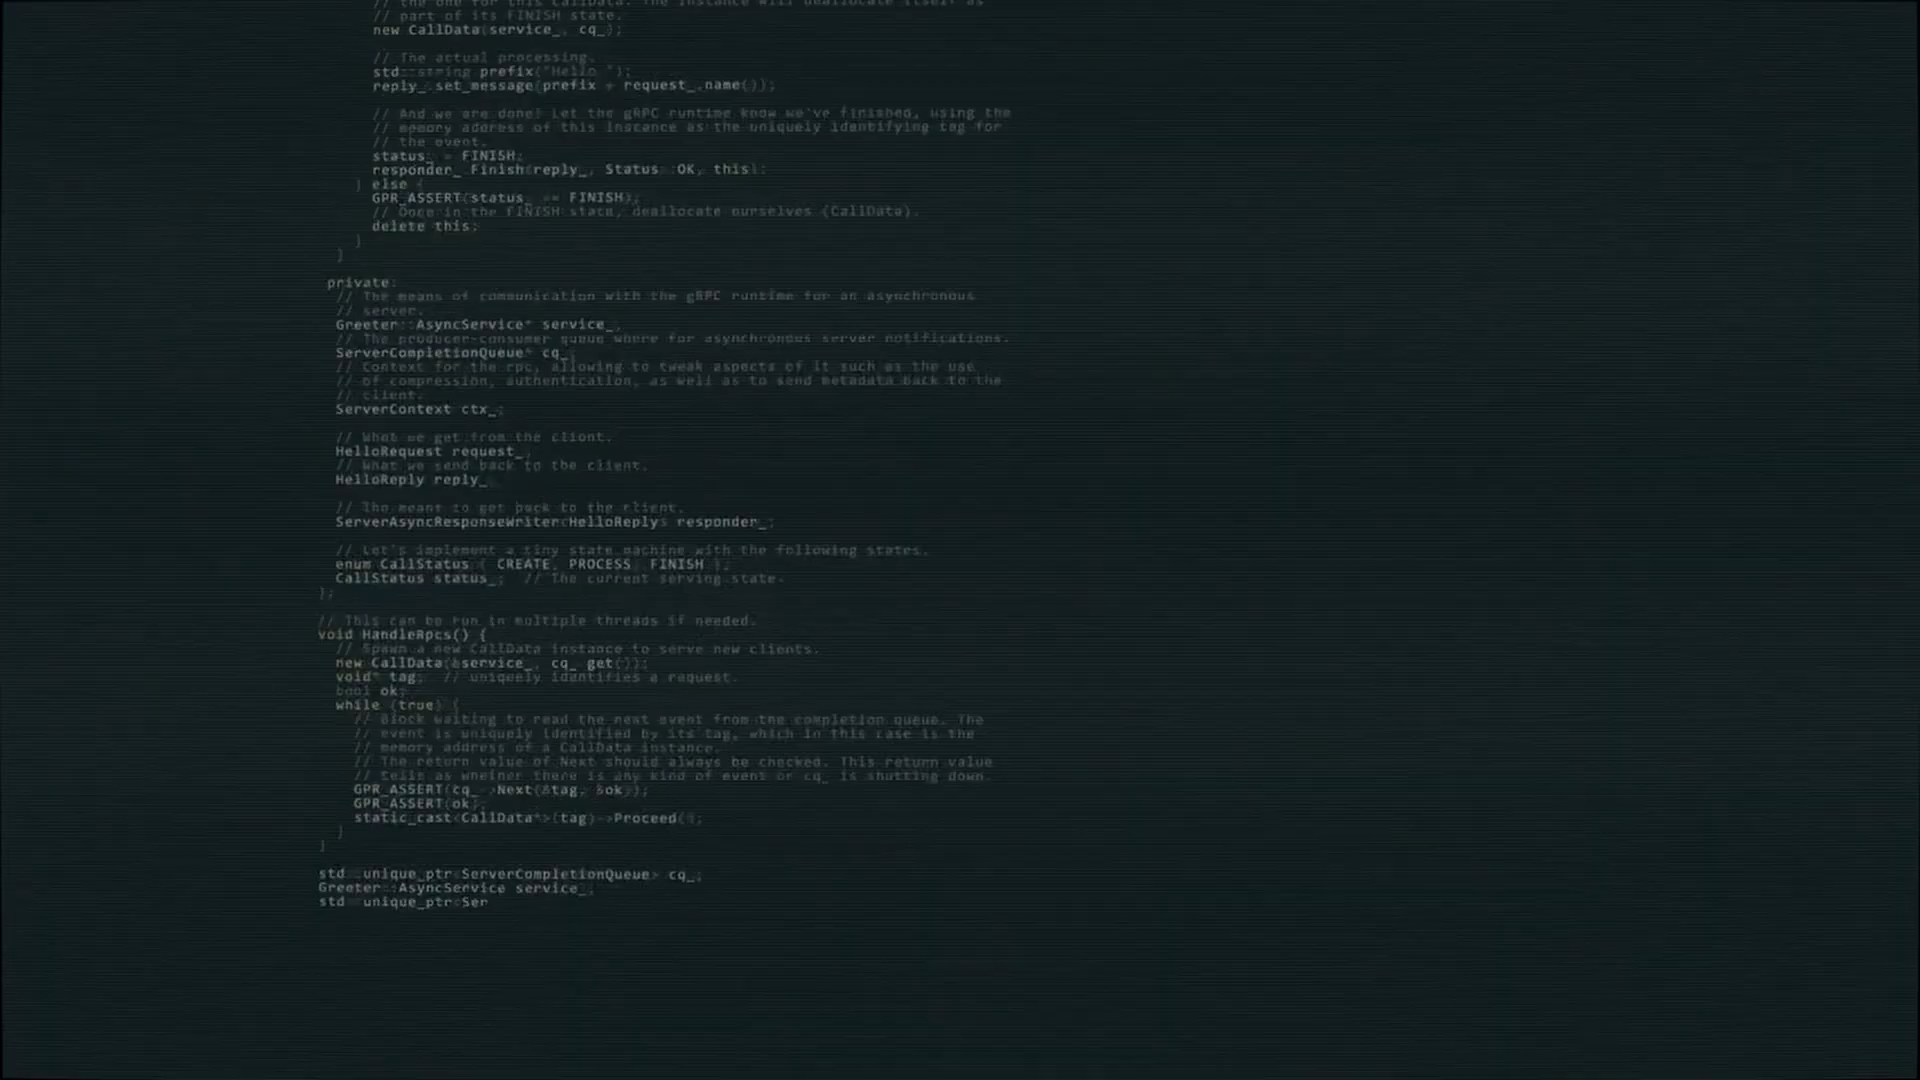 // the one for this CallData. The instance will deallocate itself as
// part of its FINISH state.
new CallData(service_, cq_);
// The actual processing.
std::string prefix("Hello ");
reply_.set_message(prefix + request_.name());
// And we are done! Let the gRPC runtime know we've finished, using the
// memory address of this instance as the uniquely identifying tag for
// the event.
status_ = FINISH;
responder_.Finish(reply_, Status::OK, this);
} else {
GPR_ASSERT(status_ == FINISH);
// Once in the FINISH state, deallocate ourselves (CallData).
delete this;
}
}
private:
// The means of communication with the gRPC runtime for an asynchronous
// server.
Greeter::AsyncService* service_;
// The producer-consumer queue where for asynchronous server notifications.
ServerCompletionQueue* cq_;
// Context for the rpc, allowing to tweak aspects of it such as the use
// of compression, authentication, as well as to send metadata back to the
// client.
ServerContext ctx_;
// What we get from the client.
HelloRequest request_;
// What we send back to the client.
HelloReply reply_;
// The means to get back to the client.
ServerAsyncResponseWriter<HelloReply> responder_;
// Let's implement a tiny state machine with the following states.
enum CallStatus { CREATE, PROCESS, FINISH };
CallStatus status_; // The current serving state.
};
// This can be run in multiple threads if needed.
void HandleRpcs() {
// Spawn a new CallData instance to serve new clients.
new CallData(&service_, cq_.get());
void* tag; // uniquely identifies a request.
bool ok;
while (true) {
// Block waiting to read the next event from the completion queue. The
// event is uniquely identified by its tag, which in this case is the
// memory address of a CallData instance.
// The return value of Next should always be checked. This return value
// tells us whether there is any kind of event or cq_ is shutting down.
GPR_ASSERT(cq_->Next(&tag, &ok));
GPR_ASSERT(ok);
static_cast<CallData*>(tag)->Proceed();
}
}
std::unique_ptr<ServerCompletionQueue> cq_;
Greeter::AsyncService service_;
std::unique_ptr<Ser